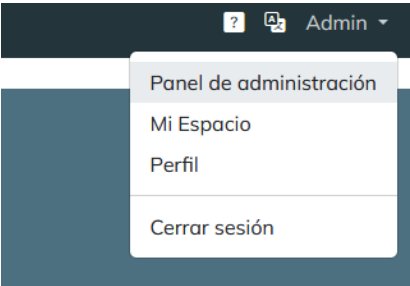 ? A Admin
Panel de administración
Mi Espacio
Perfil
Cerrar sesión